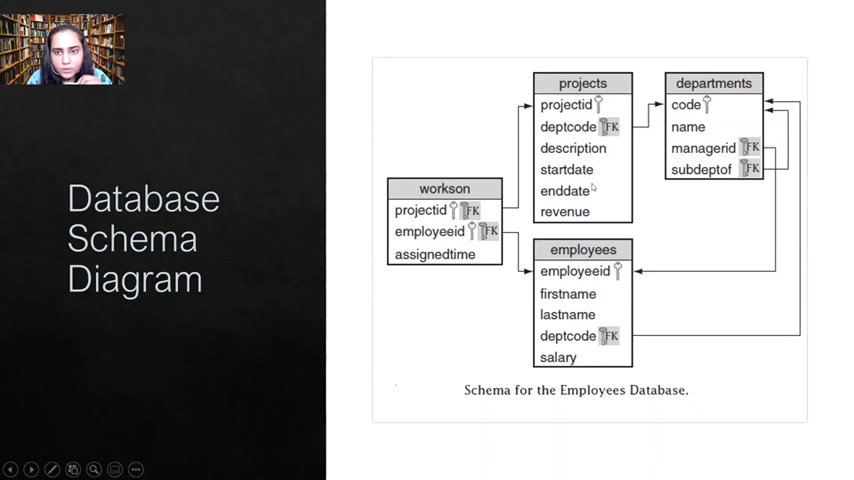 Database
Schema
Diagram
projects
projectid
deptcode FK
description
startdate
enddate
revenue
departments
code
name
managerid FK
subdeptof FK
workson
projectid FK
employeeid FK
assignedtime
employees
employeeid
firstname
lastname
deptcode FK
salary
Schema for the Employees Database.